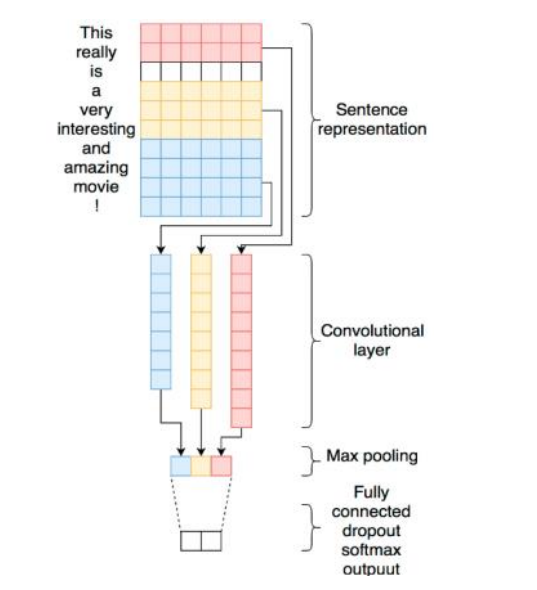 This
really
is
a
very
interesting
and
amazing
movie
!
Sentence
representation
Convolutional
layer
Max pooling
Fully
connected
dropout
softmax
outpuut